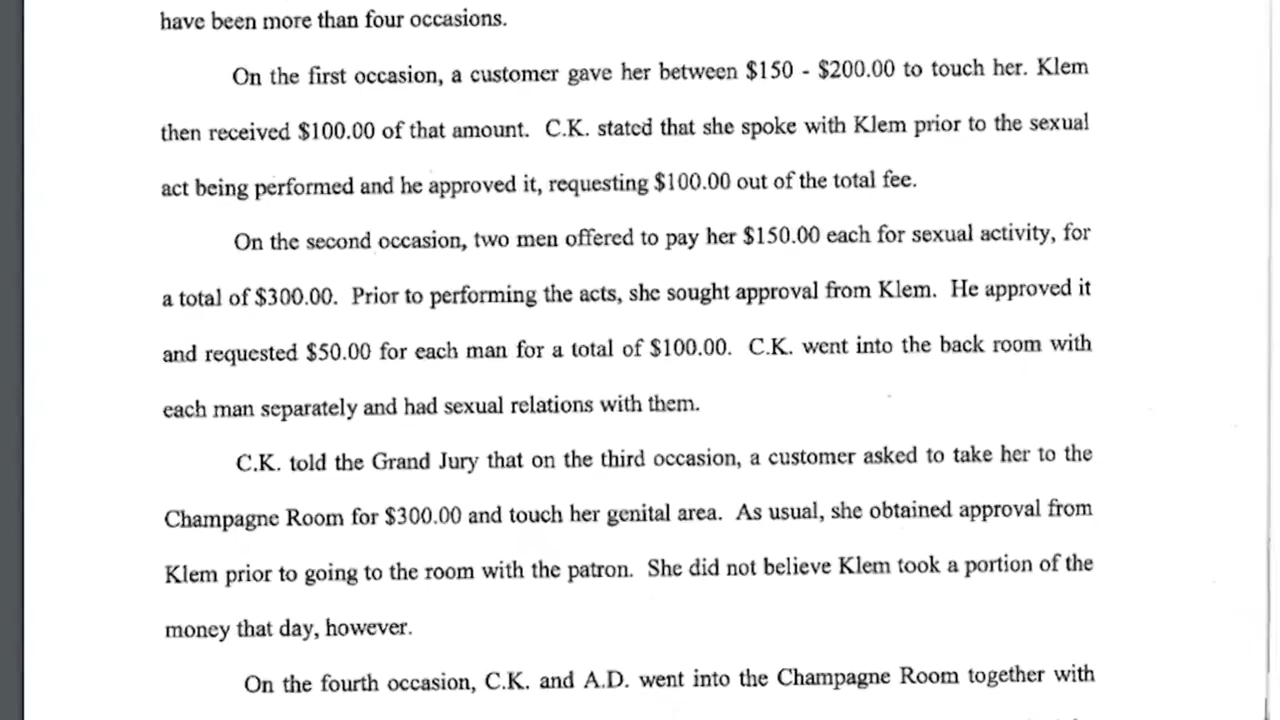 have been more than four occasions.
On the first occasion, a customer gave her between $150 - $200.00 to touch her. Klem
then received $100.00 of that amount. C.K. stated that she spoke with Klem prior to the sexual
act being performed and he approved it, requesting $100.00 out of the total fee.
On the second occasion, two men offered to pay her $150.00 each for sexual activity, for
a total of $300.00. Prior to performing the acts, she sought approval from Klem. He approved it
and requested $50.00 for each man for a total of $100.00. C.K. went into the back room with
each man separately and had sexual relations with them.
C.K. told the Grand Jury that on the third occasion, a customer asked to take her to the
Champagne Room for $300.00 and touch her genital area. As usual, she obtained approval from
Klem prior to going to the room with the patron. She did not believe Klem took a portion of the
money that day, however.
On the fourth occasion, C.K. and A.D. went into the Champagne Room together with